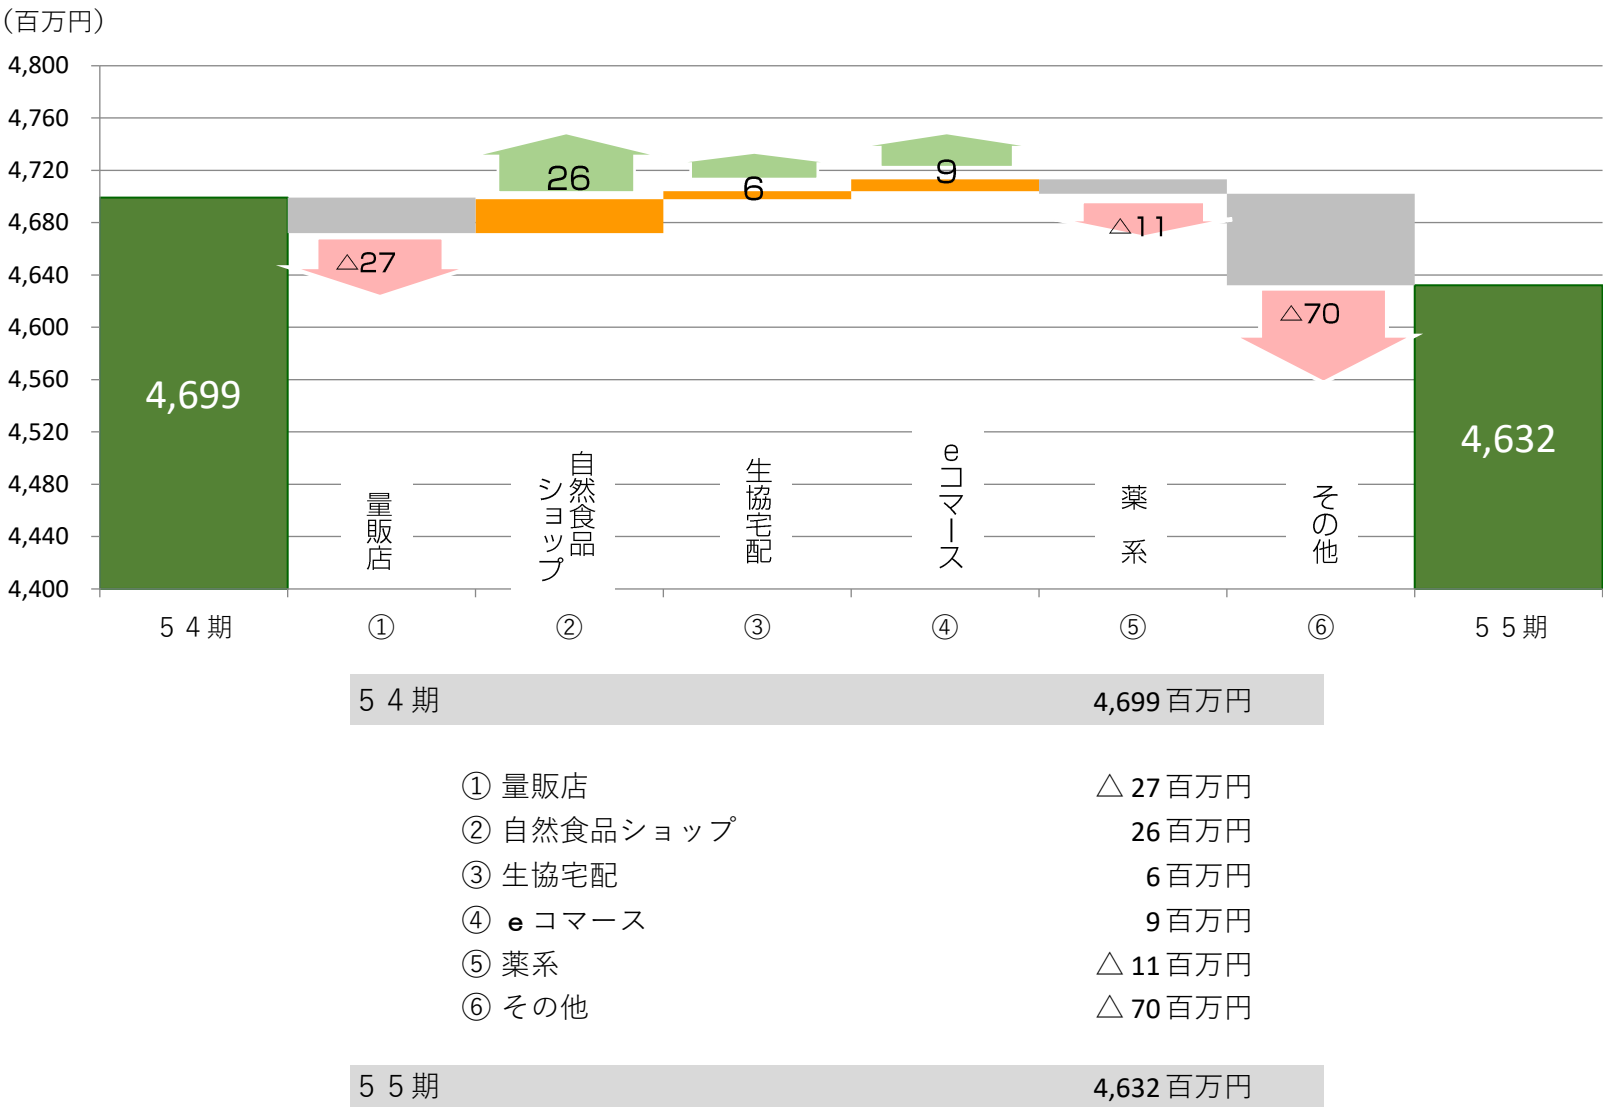 （百万円）
4,800
4,760
4,720
4,680
4,640
4,600
4,560
4,520
4,480
4,440
4,400
4,699
△27
26
6
9
△11
△70
4,632
量販店
自然食品
ショップ
生協宅配
eコマース
薬 系
その他
５４期
①
②
③
④
⑤
⑥
５５期
５４期 4,699百万円
① 量販店 △ 27百万円
② 自然食品ショップ 26百万円
③ 生協宅配 6百万円
④ eコマース 9百万円
⑤ 薬系 △ 11百万円
⑥ その他 △ 70百万円
５５期 4,632百万円